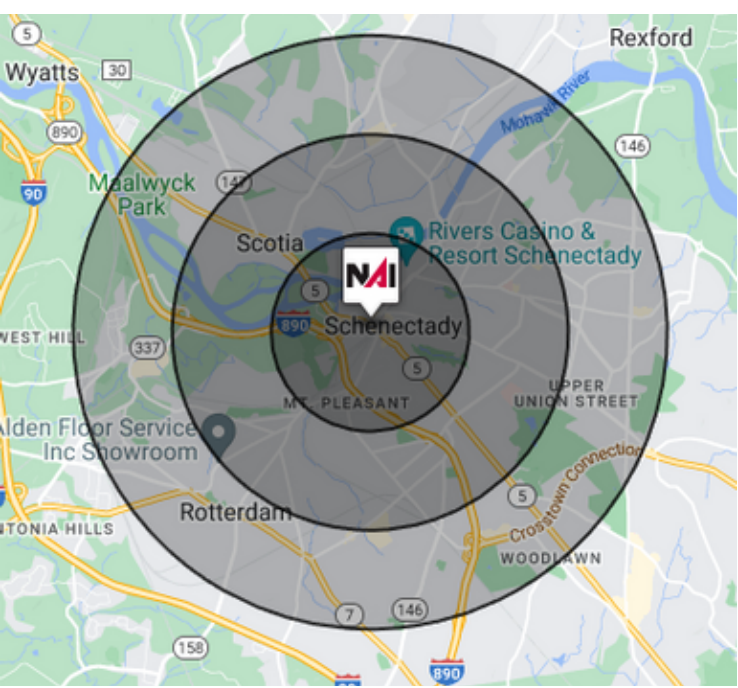 5
Rexford
Wyatts
30
890
Mohawk River
146
90
Maalwyck
Park
147
Scotia
Rivers Casino &
Resort Schenectady
NAI
5
890
Schenectady
WEST HILL
337
5
MT. PLEASANT
UPPER
UNION STREET
Alden Floor Service
Inc Showroom
Crosstown Connection
5
Rotterdam
NTONIA HILLS
WOODLAWN
7
146
158
890